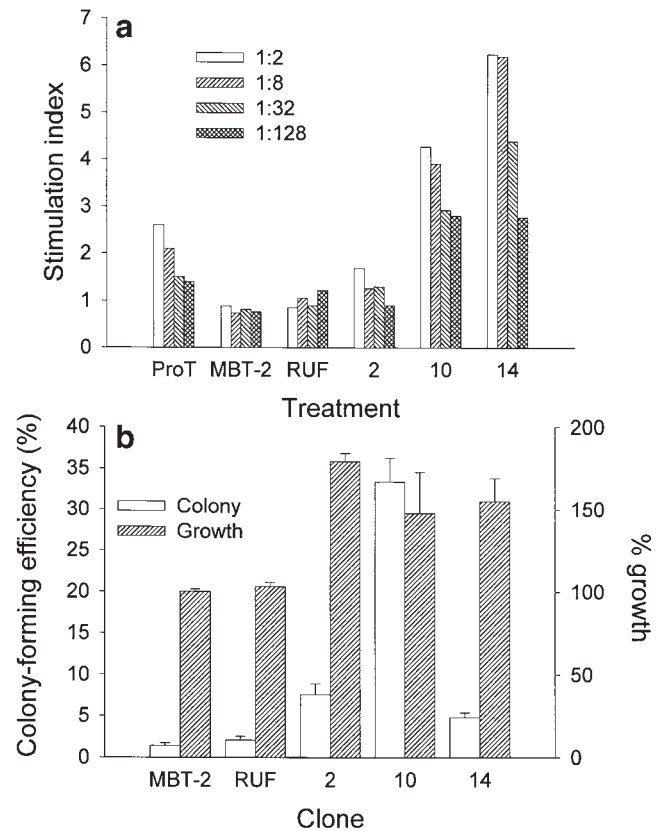 a
7
6
5
4
3
2
1
0
Stimulation index
1:2
1:8
1:32
1:128
ProT MBT-2 RUF 2 10 14
Treatment
b
40
35
30
25
20
15
10
5
0
Colony-forming efficiency (%)
Colony
Growth
200
150
100
50
0
% growth
MBT-2 RUF 2 10 14
Clone